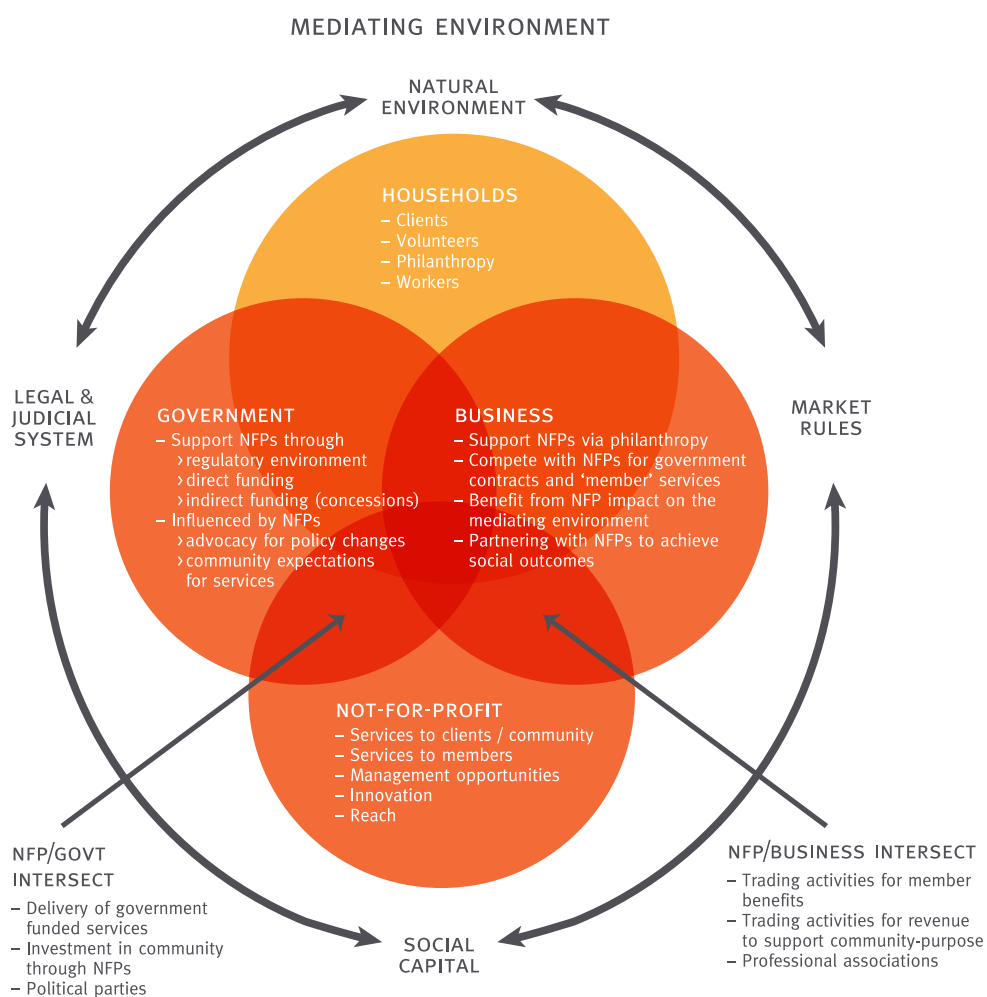 MEDIATING ENVIRONMENT
NATURAL
ENVIRONMENT
HOUSEHOLDS
– Clients
– Volunteers
– Philanthropy
– Workers
LEGAL &
JUDICIAL
SYSTEM
MARKET
RULES
GOVERNMENT
– Support NFPs through
› regulatory environment
› direct funding
› indirect funding (concessions)
– Influenced by NFPs
› advocacy for policy changes
› community expectations
for services
BUSINESS
– Support NFPs via philanthropy
– Compete with NFPs for government
contracts and ‘member’ services
– Benefit from NFP impact on the
mediating environment
– Partnering with NFPs to achieve
social outcomes
NOT-FOR-PROFIT
– Services to clients / community
– Services to members
– Management opportunities
– Innovation
– Reach
NFP/GOVT
INTERSECT
– Delivery of government
funded services
– Investment in community
through NFPs
– Political parties
SOCIAL
CAPITAL
NFP/BUSINESS INTERSECT
– Trading activities for member
benefits
– Trading activities for revenue
to support community-purpose
– Professional associations